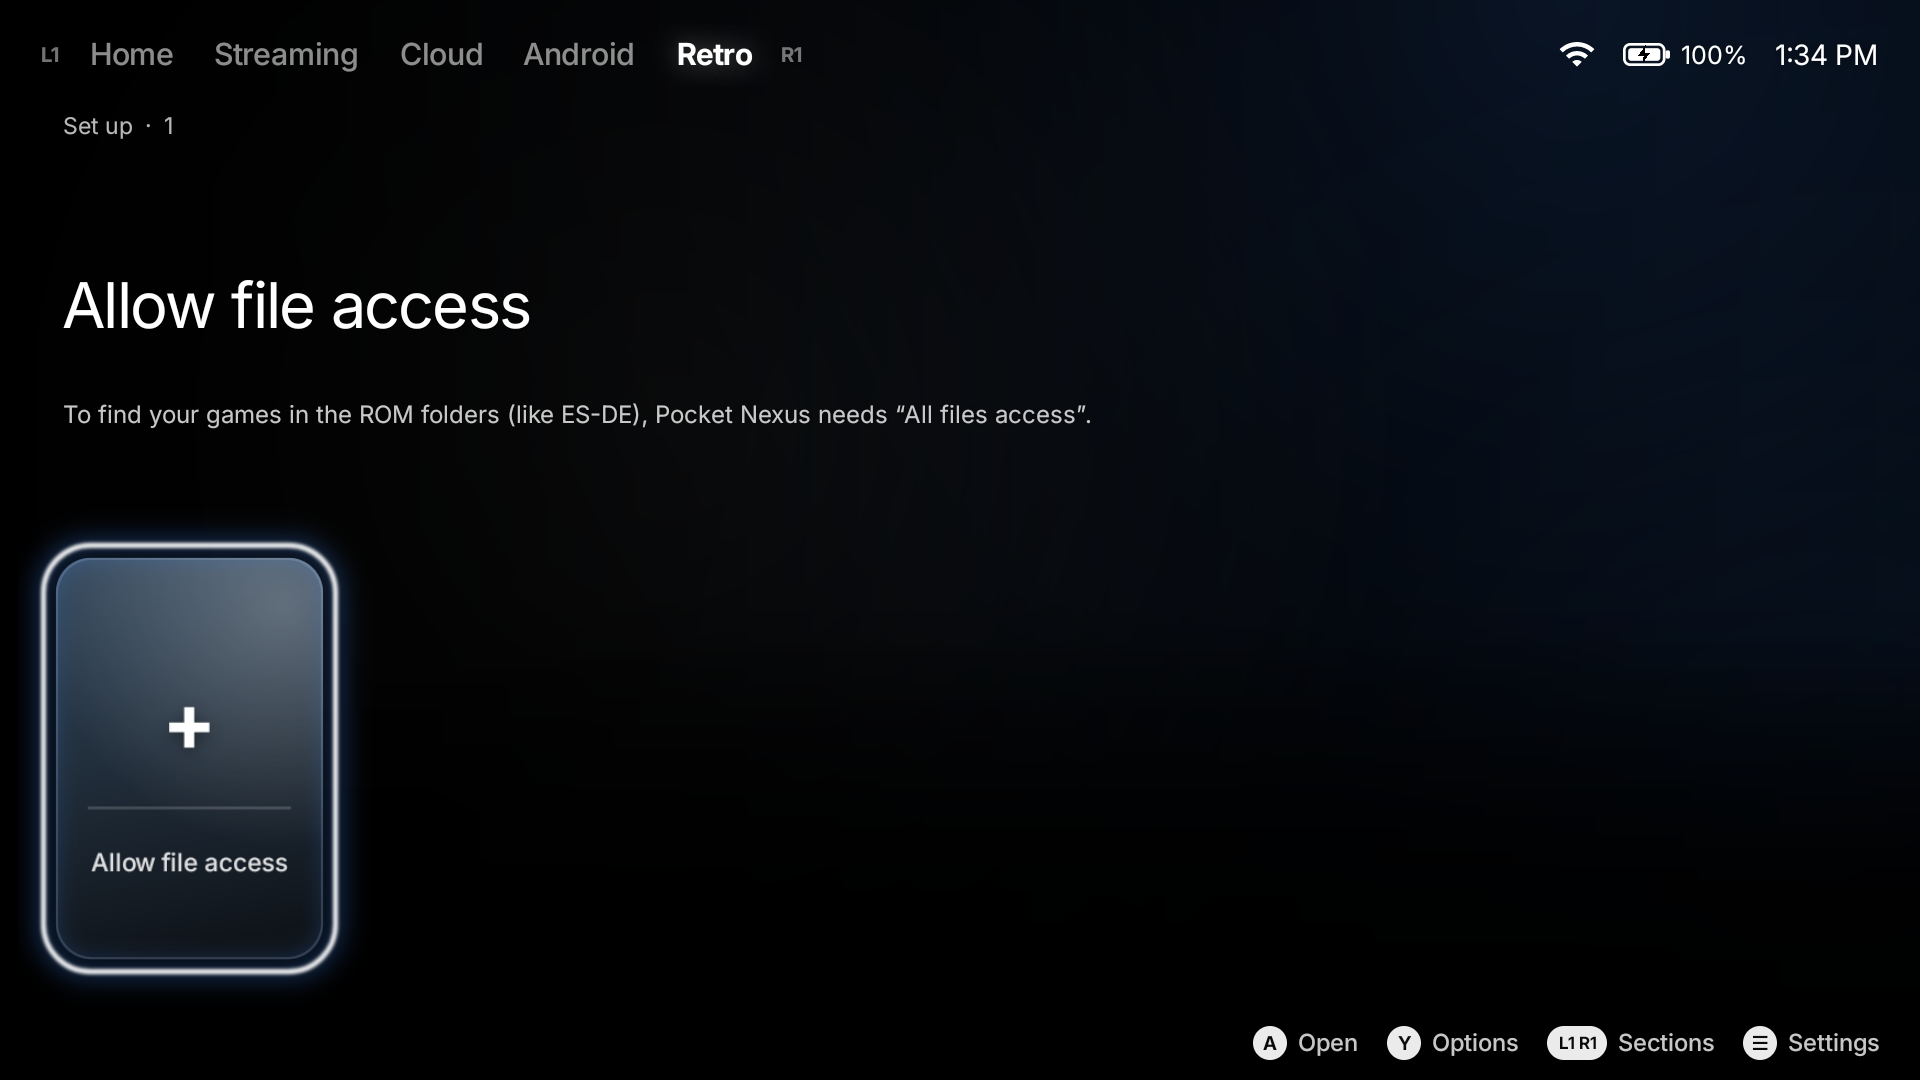 L1 Home Streaming Cloud Android Retro R1 100% 1:34 PM
Set up · 1
Allow file access
To find your games in the ROM folders (like ES-DE), Pocket Nexus needs “All files access”.
Allow file access
A Open Y Options L1 R1 Sections Settings